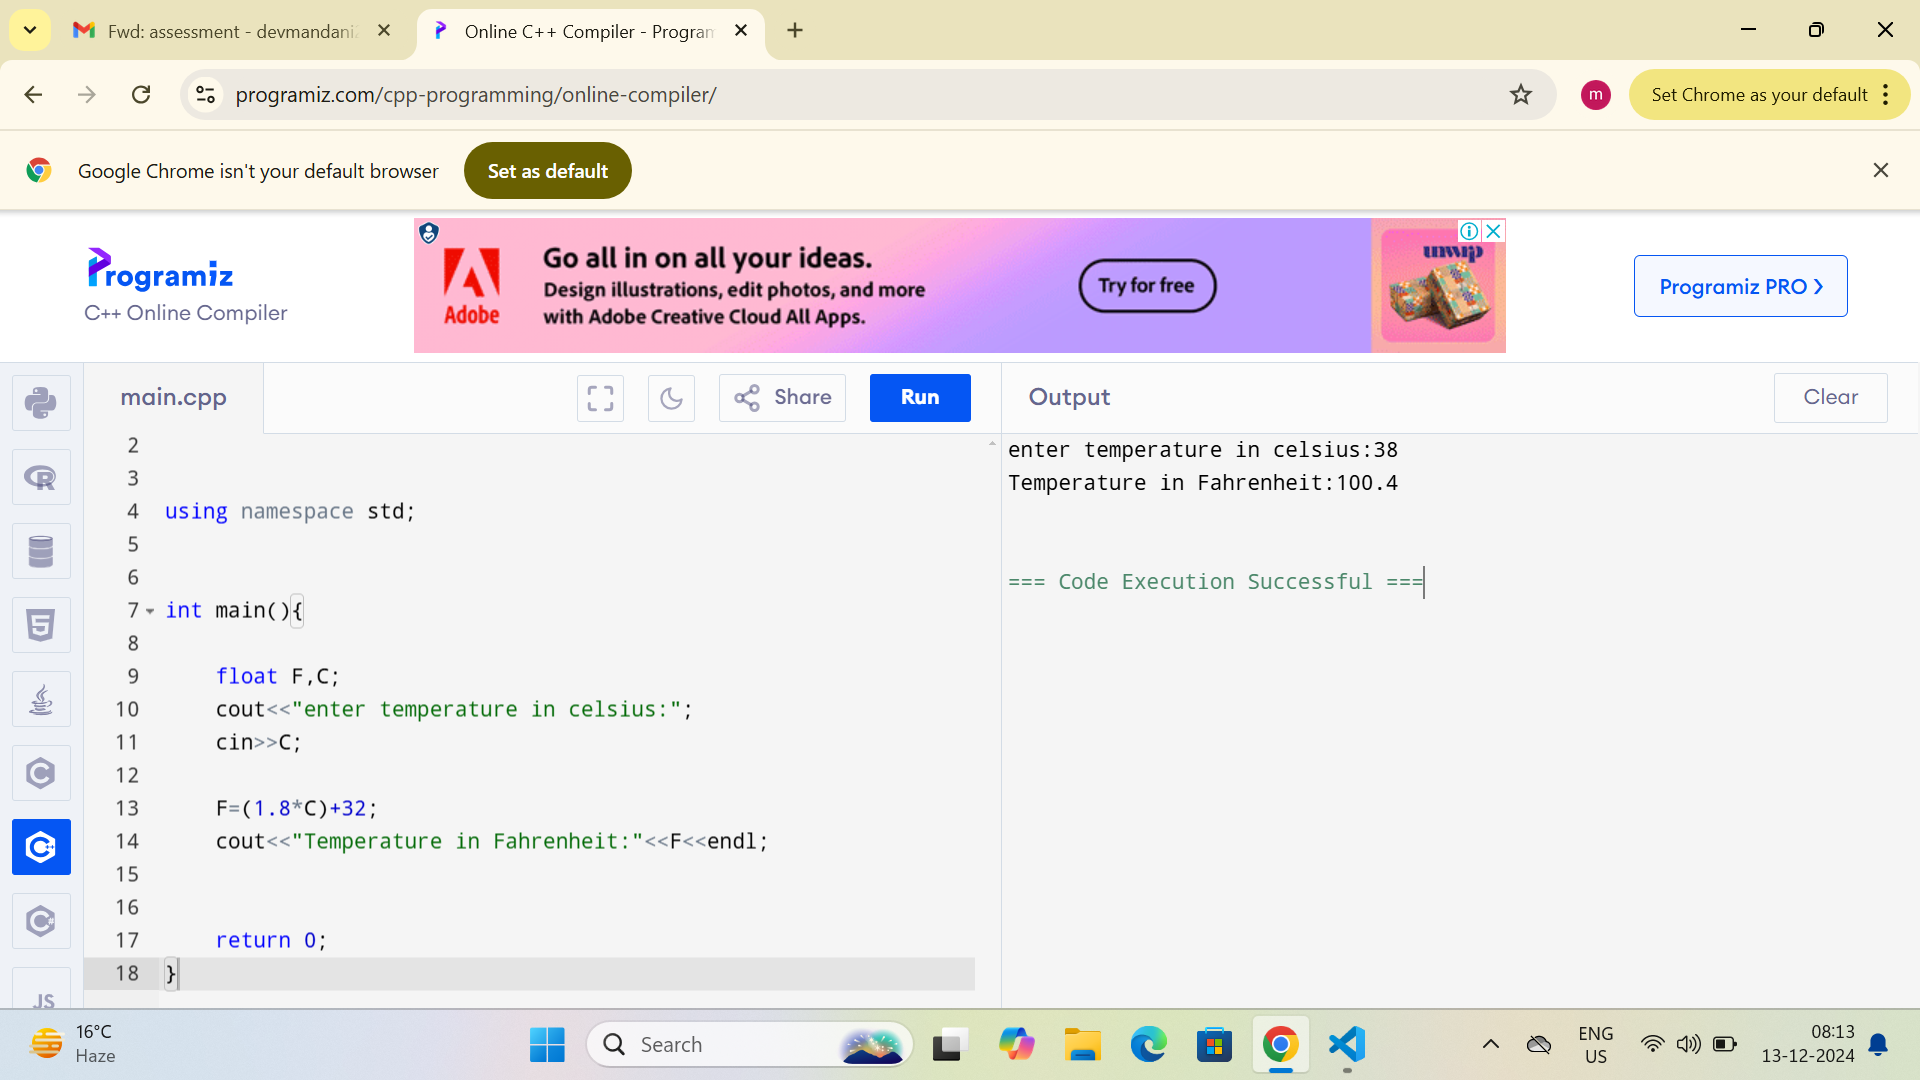 Fwd: assessment - devmandani2
Online C++ Compiler - Program
programiz.com/cpp-programming/online-compiler/
m
Set Chrome as your default
Google Chrome isn't your default browser
Set as default
Programiz
C++ Online Compiler
Adobe
Go all in on all your ideas.
Design illustrations, edit photos, and more
with Adobe Creative Cloud All Apps.
Try for free
unwrp
Programiz PRO >
main.cpp
Share
Run
Output
Clear
2
3
4 using namespace std;
5
6
7 int main(){
8
9 float F,C;
10 cout<<"enter temperature in celsius:";
11 cin>>C;
12
13 F=(1.8*C)+32;
14 cout<<"Temperature in Fahrenheit:"<<F<<endl;
15
16
17 return 0;
18 }
enter temperature in celsius:38
Temperature in Fahrenheit:100.4
=== Code Execution Successful ===
JS
16°C
Haze
Search
ENG
US
08:13
13-12-2024